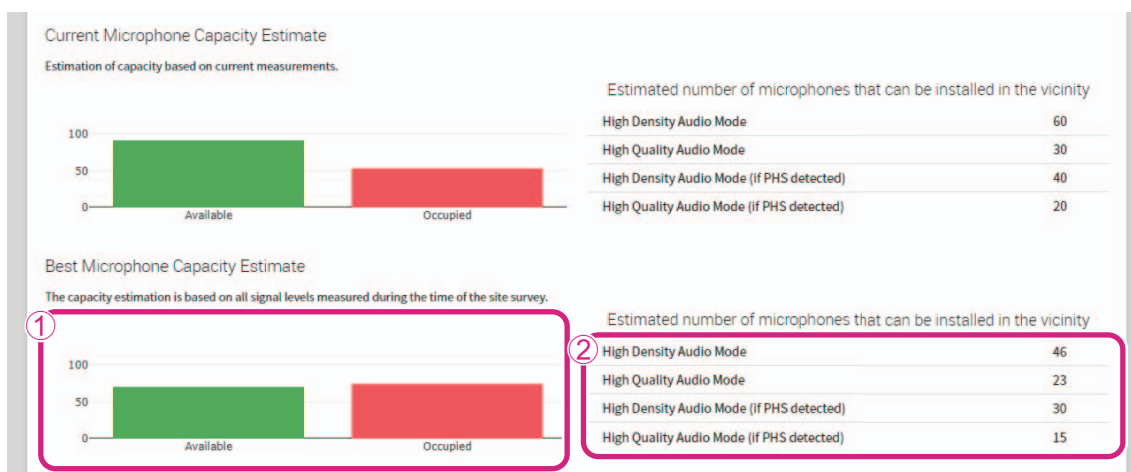 Current Microphone Capacity Estimate
Estimation of capacity based on current measurements.
Estimated number of microphones that can be installed in the vicinity
High Density Audio Mode 60
High Quality Audio Mode 30
High Density Audio Mode (if PHS detected) 40
High Quality Audio Mode (if PHS detected) 20
100
50
0
Available Occupied
Best Microphone Capacity Estimate
The capacity estimation is based on all signal levels measured during the time of the site survey.
1
Estimated number of microphones that can be installed in the vicinity
2
High Density Audio Mode 46
High Quality Audio Mode 23
High Density Audio Mode (if PHS detected) 30
High Quality Audio Mode (if PHS detected) 15
100
50
0
Available Occupied